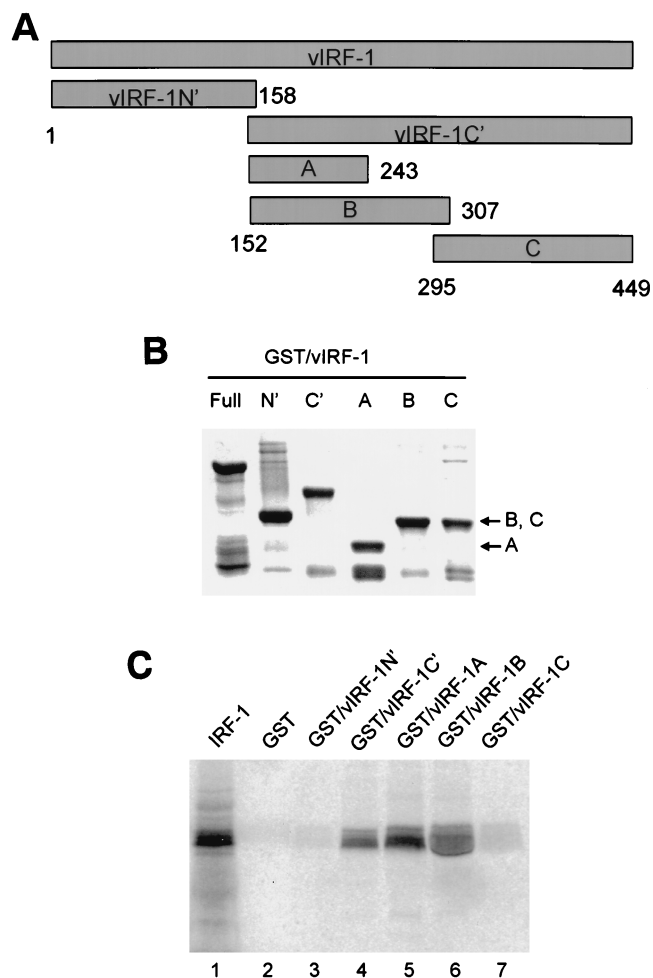 A
vIRF-1
vIRF-1N' 158
1 vIRF-1C'
A 243
B 307
152 C
295 449
B
GST/vIRF-1
Full N' C' A B C
B, C
A
C
IRF-1 GST GST/vIRF-1N' GST/vIRF-1C' GST/vIRF-1A GST/vIRF-1B GST/vIRF-1C
1 2 3 4 5 6 7